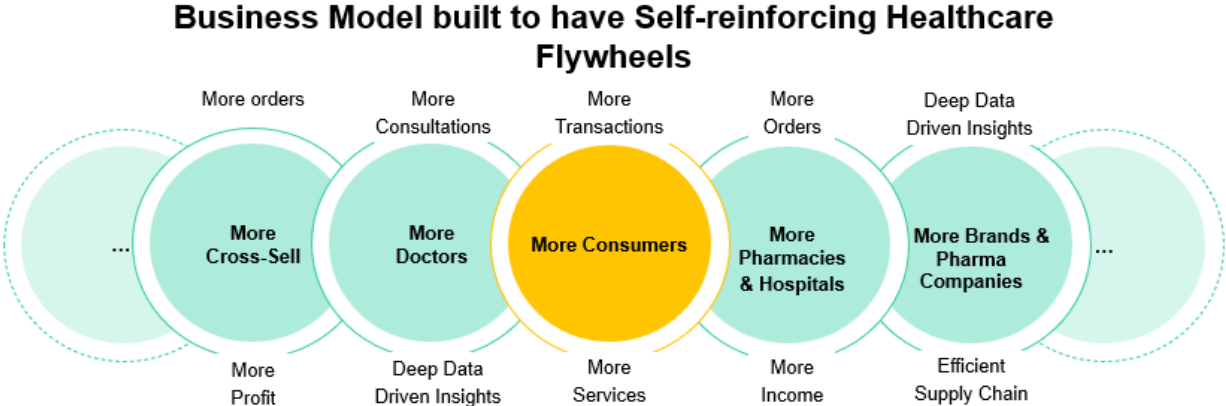 Business Model built to have Self-reinforcing Healthcare
Flywheels
More orders
More
Consultations
More
Transactions
More
Orders
Deep Data
Driven Insights
...
More
Cross-Sell
More
Doctors
More Consumers
More
Pharmacies
& Hospitals
More Brands &
Pharma
Companies
...
More
Profit
Deep Data
Driven Insights
More
Services
More
Income
Efficient
Supply Chain